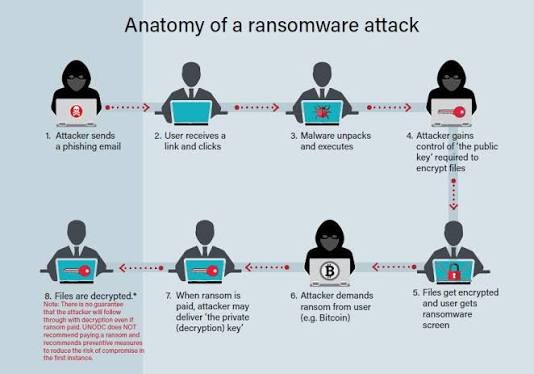 Anatomy of a ransomware attack
1. Attacker sends
a phishing email
2. User receives a
link and clicks
3. Malware unpacks
and executes
4. Attacker gains
control of 'the public
key' required to
encrypt files
8. Files are decrypted.*
Note: There is no guarantee
that the attacker will follow
through with decryption even if
ransom paid. UNODC does NOT
recommend paying a ransom and
recommends preventive measures
to reduce the risk of compromise in
the first instance.
7. When ransom is
paid, attacker may
deliver 'the private
(decryption) key'
6. Attacker demands
ransom from user
(e.g. Bitcoin)
5. Files get encrypted
and user gets
ransomware
screen